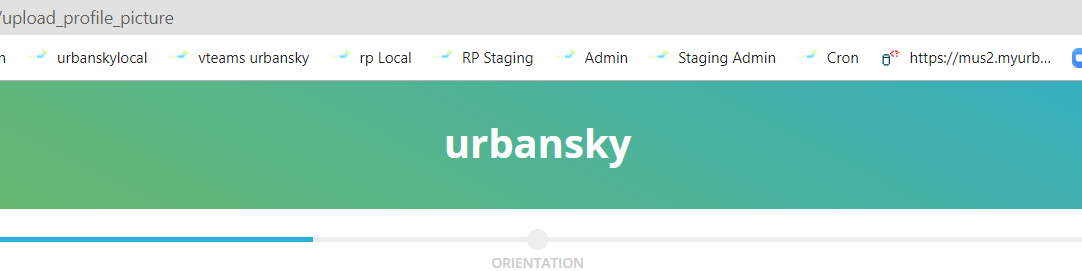 /upload_profile_picture
n urbanskylocal vteams urbansky rp Local RP Staging Admin Staging Admin Cron https://mus2.myurb...
urbansky
ORIENTATION